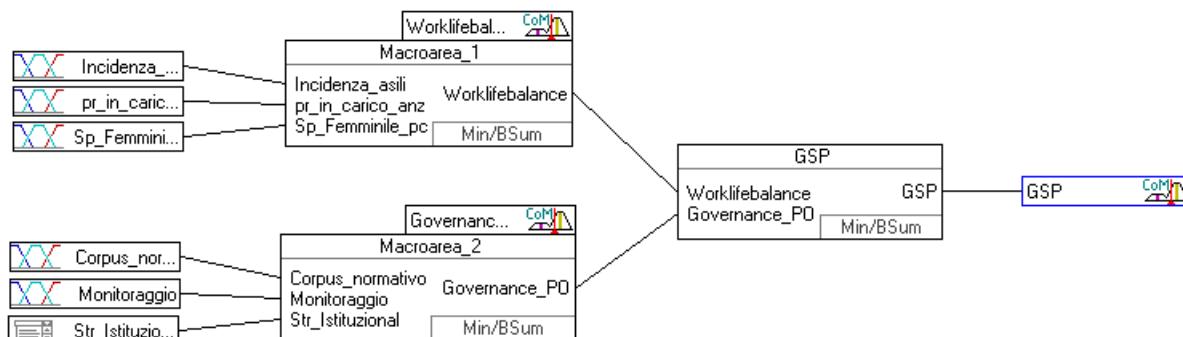 Worklifebal... CoM
Macroarea_1
Incidenza_...
pr_in_caric...
Sp_Femmini...
Incidenza_asili
pr_in_carico_anz
Sp_Femminile_pc
Worklifebalance
Min/BSum
Governanc... CoM
Macroarea_2
Corpus_nor...
Monitoraggio
Str_Istituzio...
Corpus_normativo
Monitoraggio
Str_Istituzional
Governance_PO
Min/BSum
GSP
Worklifebalance
Governance_PO
GSP
Min/BSum
GSP CoM